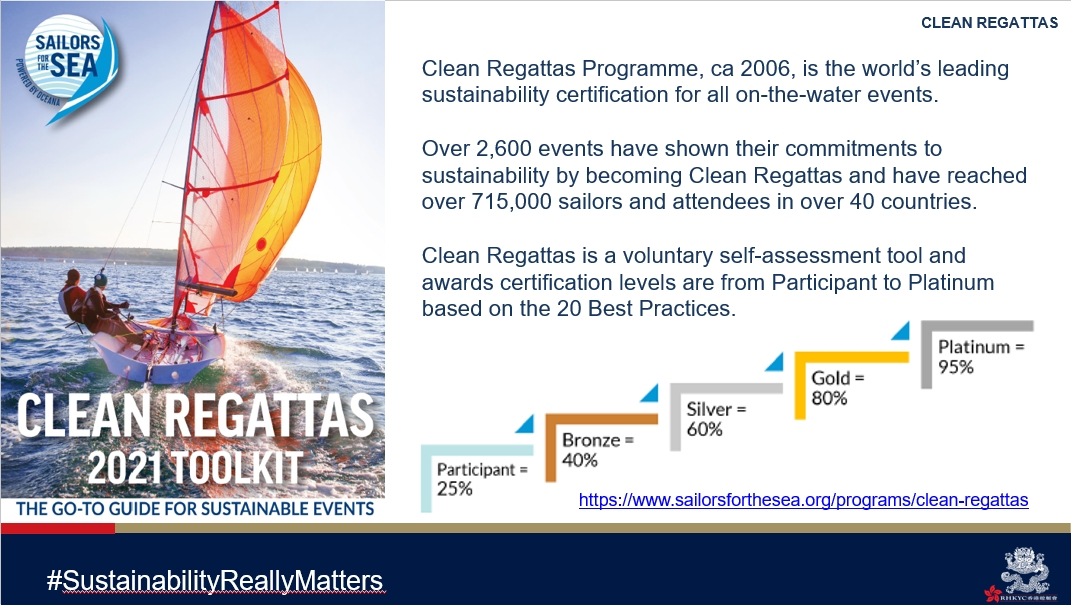 CLEAN REGATTAS
SAILORS
FOR
THE
SEA
POWERED BY OCEANA
Clean Regattas Programme, ca 2006, is the world’s leading
sustainability certification for all on-the-water events.
Over 2,600 events have shown their commitments to
sustainability by becoming Clean Regattas and have reached
over 715,000 sailors and attendees in over 40 countries.
Clean Regattas is a voluntary self-assessment tool and
awards certification levels are from Participant to Platinum
based on the 20 Best Practices.
Participant =
25%
Bronze =
40%
Silver =
60%
Gold =
80%
Platinum =
95%
https://www.sailorsforthesea.org/programs/clean-regattas
CLEAN REGATTAS
2021 TOOLKIT
THE GO-TO GUIDE FOR SUSTAINABLE EVENTS
#SustainabilityReallyMatters
RHKYC